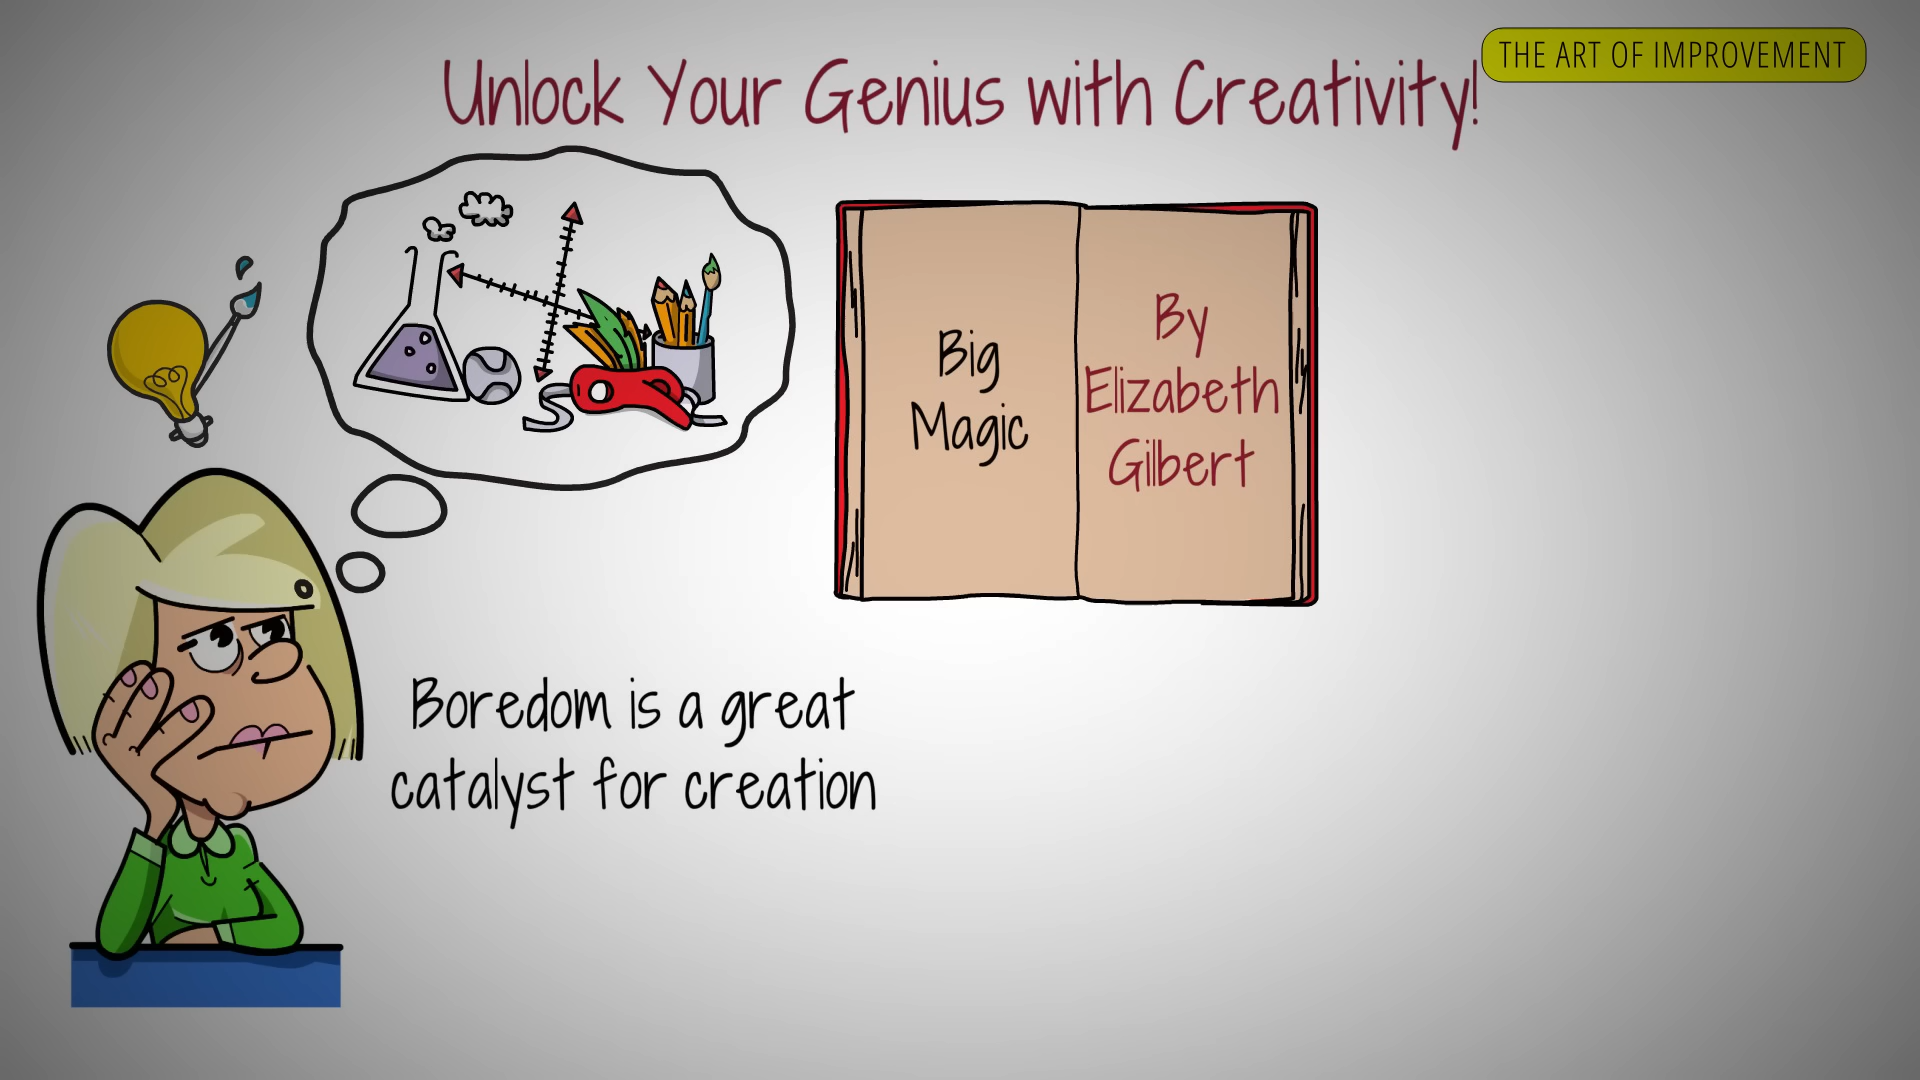 THE ART OF IMPROVEMENT
Unlock Your Genius with Creativity!
Big
Magic
By
Elizabeth
Gilbert
Boredom is a great
catalyst for creation